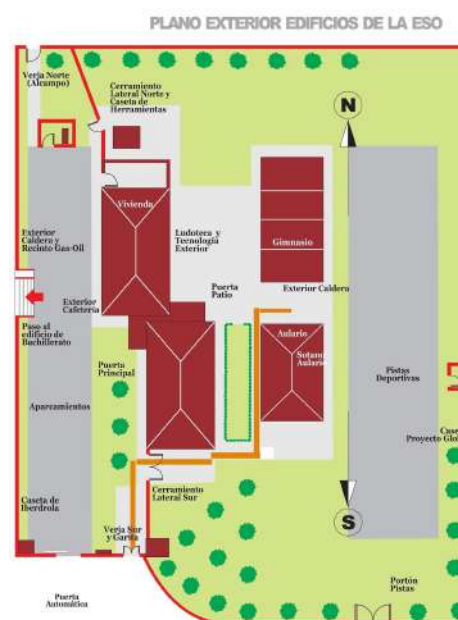 PLANO EXTERIOR EDIFICIOS DE LA ESO
Verja Norte
(Alcampo)
Cerramiento
Lateral Norte y
Caseta de
Herramientas
N
Vivienda
Exterior
Caldera y
Recinto Gas-Oil
Ludoteca y
Tecnología
Exterior
Gimnasio
Puerta
Patio
Exterior Caldera
Exterior
Cafetería
Paso al
edificio de
Bachillerato
Aulario
Sotano
Aulario
Puerta
Principal
Pistas
Deportivas
Aparcamientos
Proyecto
Caseta de
Iberdrola
Cerramiento
Lateral Sur
S
Verja Sur
y Garita
Puerta
Automática
Portón
Pistas